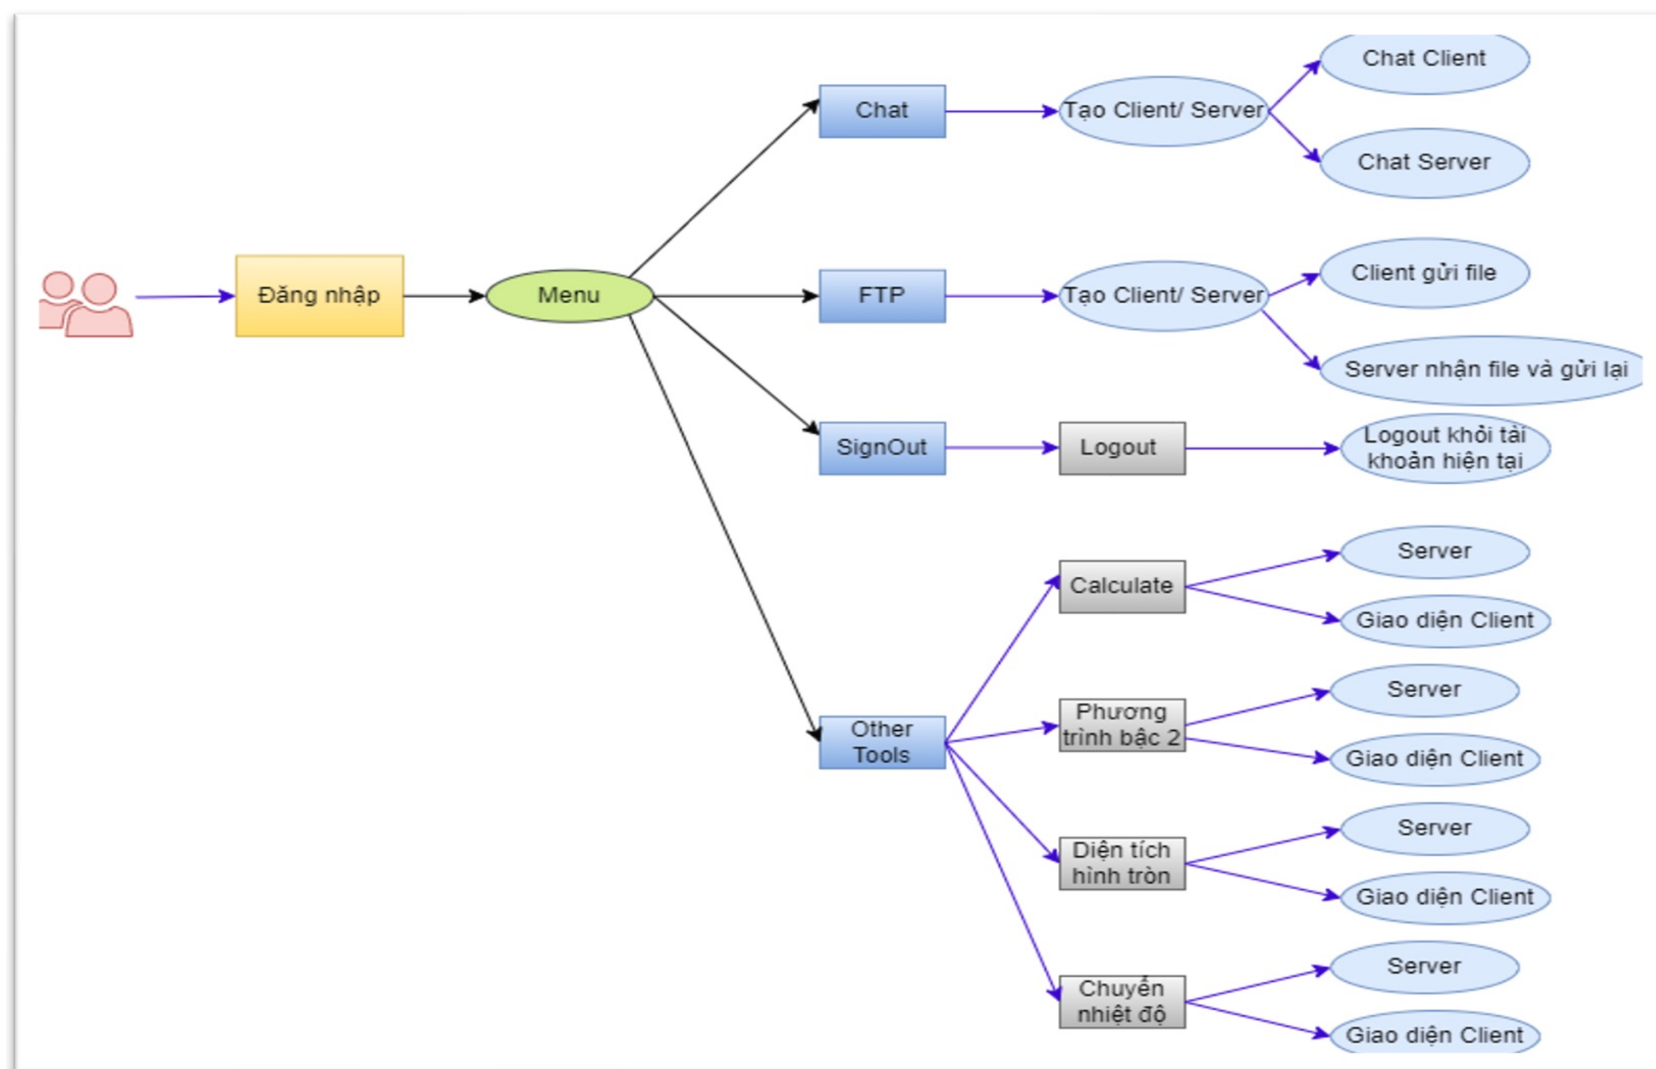 Đăng nhập
Menu
Chat
Tạo Client/ Server
Chat Client
Chat Server
FTP
Tạo Client/ Server
Client gửi file
Server nhận file và gửi lại
SignOut
Logout
Logout khỏi tài
khoản hiện tại
Other
Tools
Calculate
Server
Giao diện Client
Phương
trình bậc 2
Server
Giao diện Client
Diện tích
hình tròn
Server
Giao diện Client
Chuyển
nhiệt độ
Server
Giao diện Client